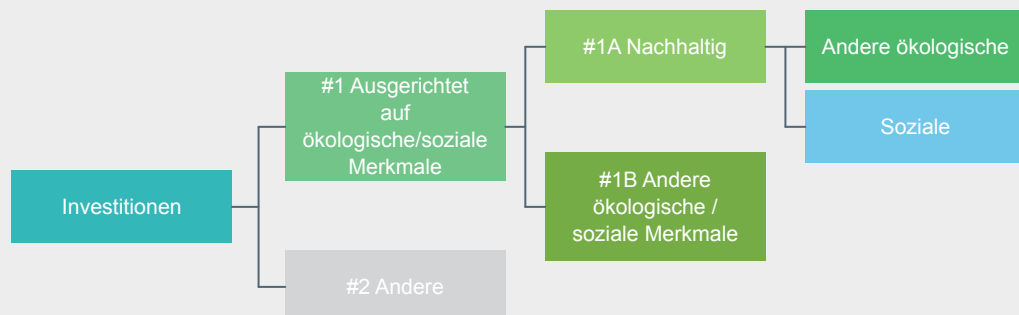 Investitionen
#1 Ausgerichtet
auf
ökologische/soziale
Merkmale
#2 Andere
#1A Nachhaltig
#1B Andere
ökologische /
soziale Merkmale
Andere ökologische
Soziale